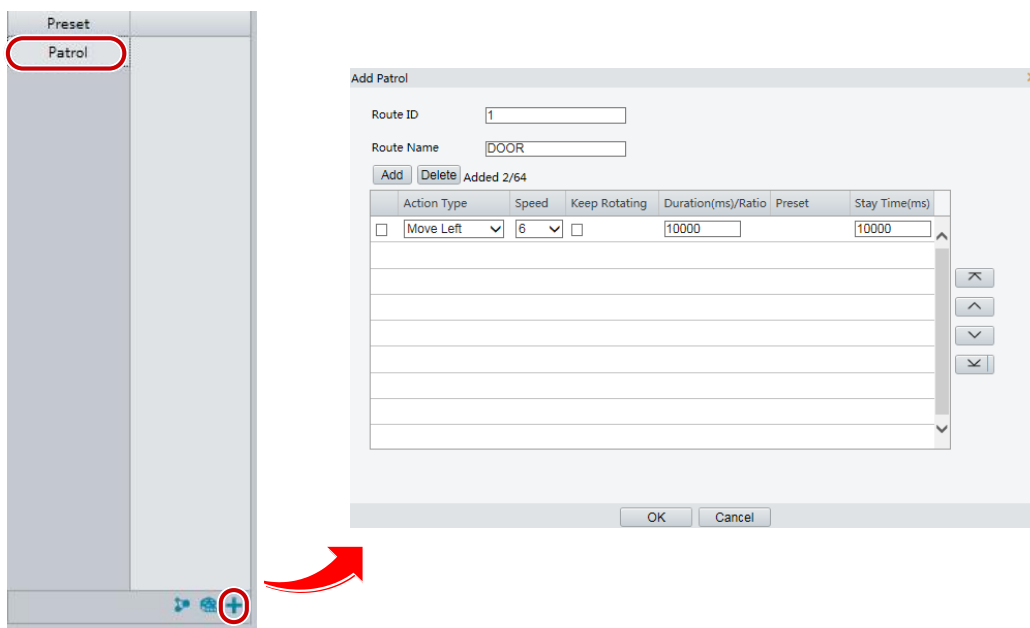 Preset
Patrol
Add Patrol
Route ID 1
Route Name DOOR
Add Delete Added 2/64
Action Type Speed Keep Rotating Duration(ms)/Ratio Preset Stay Time(ms)
Move Left 6 10000 10000
OK Cancel